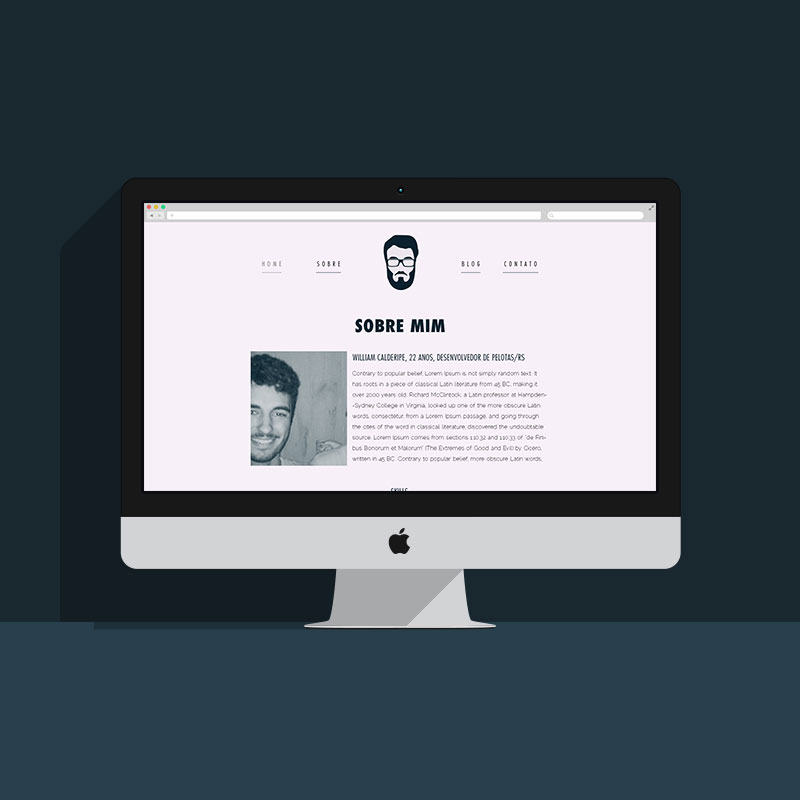 HOME SOBRE BLOG CONTATO
SOBRE MIM
WILLIAM CALDERIPE, 22 ANOS, DESENVOLVEDOR DE PELOTAS/RS
Contrary to popular belief, Lorem Ipsum is not simply random text. It
has roots in a piece of classical Latin literature from 45 BC, making it
over 2000 years old. Richard McClintock, a Latin professor at Hampden-
-Sydney College in Virginia, looked up one of the more obscure Latin
words, consectetur, from a Lorem Ipsum passage, and going through
the cites of the word in classical literature, discovered the undoubtable
source. Lorem Ipsum comes from sections 1.10.32 and 1.10.33 of "de Fin-
bus Bonorum et Malorum" (The Extremes of Good and Evil) by Cicero,
written in 45 BC. Contrary to popular belief, more obscure Latin words,